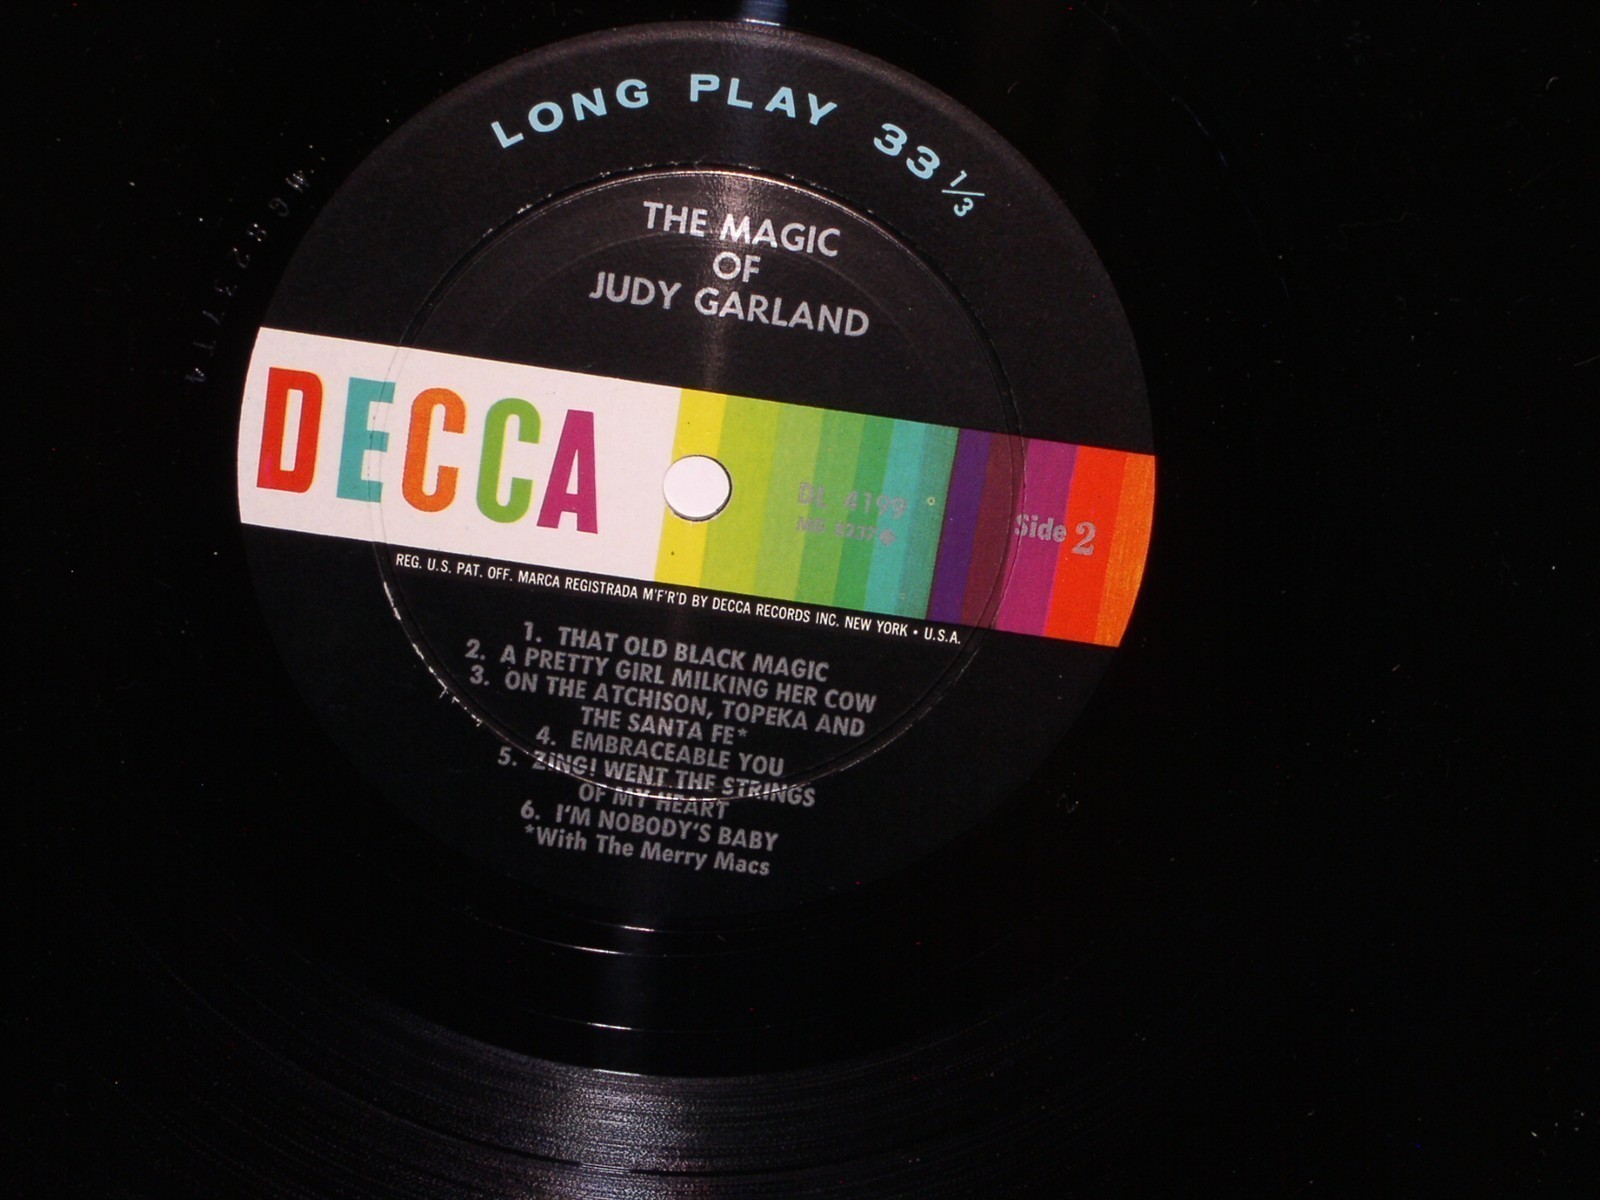 LONG PLAY 33 1/3
THE MAGIC
OF
JUDY GARLAND
DECCA
DL 4199
Side 2
REG. U.S. PAT. OFF. MARCA REGISTRADA M'F'R'D BY DECCA RECORDS INC. NEW YORK • U.S.A.
1. THAT OLD BLACK MAGIC
2. A PRETTY GIRL MILKING HER COW
3. ON THE ATCHISON, TOPEKA AND
THE SANTA FE*
4. EMBRACEABLE YOU
5. ZING! WENT THE STRINGS
OF MY HEART
6. I'M NOBODY'S BABY
*With The Merry Macs